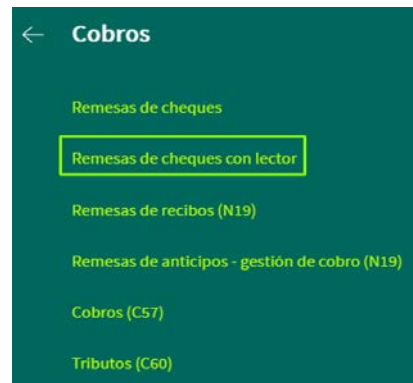 Cobros
Remesas de cheques
Remesas de cheques con lector
Remesas de recibos (N19)
Remesas de anticipos - gestión de cobro (N19)
Cobros (C57)
Tributos (C60)